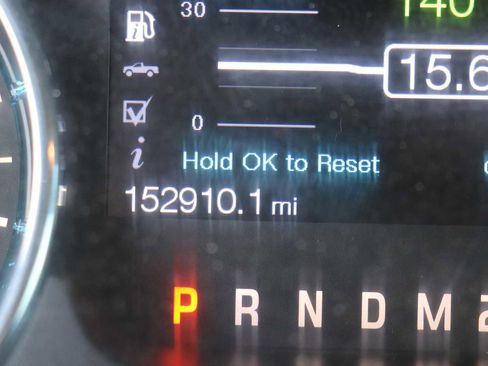 30
140
15.6
0
Hold OK to Reset
152910.1 mi
P R N D M